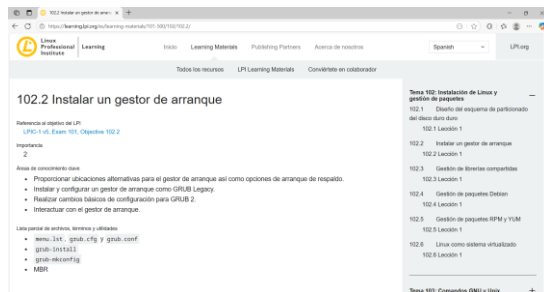 102.2 Instalar un gestor de arran...
https://learning.lpi.org/es/learning-materials/101-500/102/102.2/
Linux
Professional
Institute
Learning
Inicio
Learning Materials
Publishing Partners
Acerca de nosotros
Spanish
LPI.org
Todos los recursos
LPI Learning Materials
Conviértete en colaborador
102.2 Instalar un gestor de arranque
Referencia al objetivo del LPI
LPIC-1 v5, Exam 101, Objective 102.2
Importancia
2
Áreas de conocimiento clave
Proporcionar ubicaciones alternativas para el gestor de arranque así como opciones de arranque de respaldo.
Instalar y configurar un gestor de arranque como GRUB Legacy.
Realizar cambios básicos de configuración para GRUB 2.
Interactuar con el gestor de arranque.
Lista parcial de archivos, términos y utilidades
menu.lst, grub.cfg y grub.conf
grub-install
grub-mkconfig
MBR
Tema 102: Instalación de Linux y
gestión de paquetes
102.1 Diseño del esquema de particionado
del disco duro duro
102.1 Lección 1
102.2 Instalar un gestor de arranque
102.2 Lección 1
102.3 Gestión de librerías compartidas
102.3 Lección 1
102.4 Gestión de paquetes Debian
102.4 Lección 1
102.5 Gestión de paquetes RPM y YUM
102.5 Lección 1
102.6 Linux como sistema virtualizado
102.6 Lección 1
Tema 103: Comandos GNU y Unix